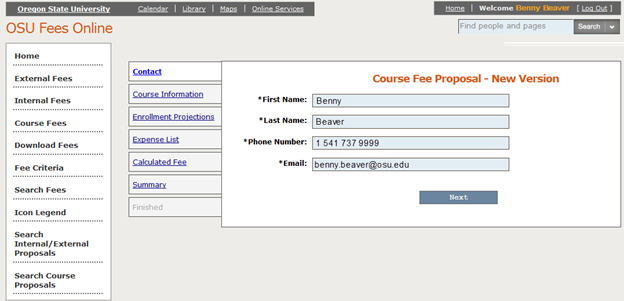 Oregon State University Calendar | Library | Maps | Online Services
Home | Welcome Benny Beaver [ Log Out ]
OSU Fees Online
Find people and pages Search
Home
External Fees
Internal Fees
Course Fees
Download Fees
Fee Criteria
Search Fees
Icon Legend
Search
Internal/External
Proposals
Search Course
Proposals
Contact
Course Information
Enrollment Projections
Expense List
Calculated Fee
Summary
Finished
Course Fee Proposal - New Version
*First Name: Benny
*Last Name: Beaver
*Phone Number: 1 541 737 9999
*Email: benny.beaver@osu.edu
Next